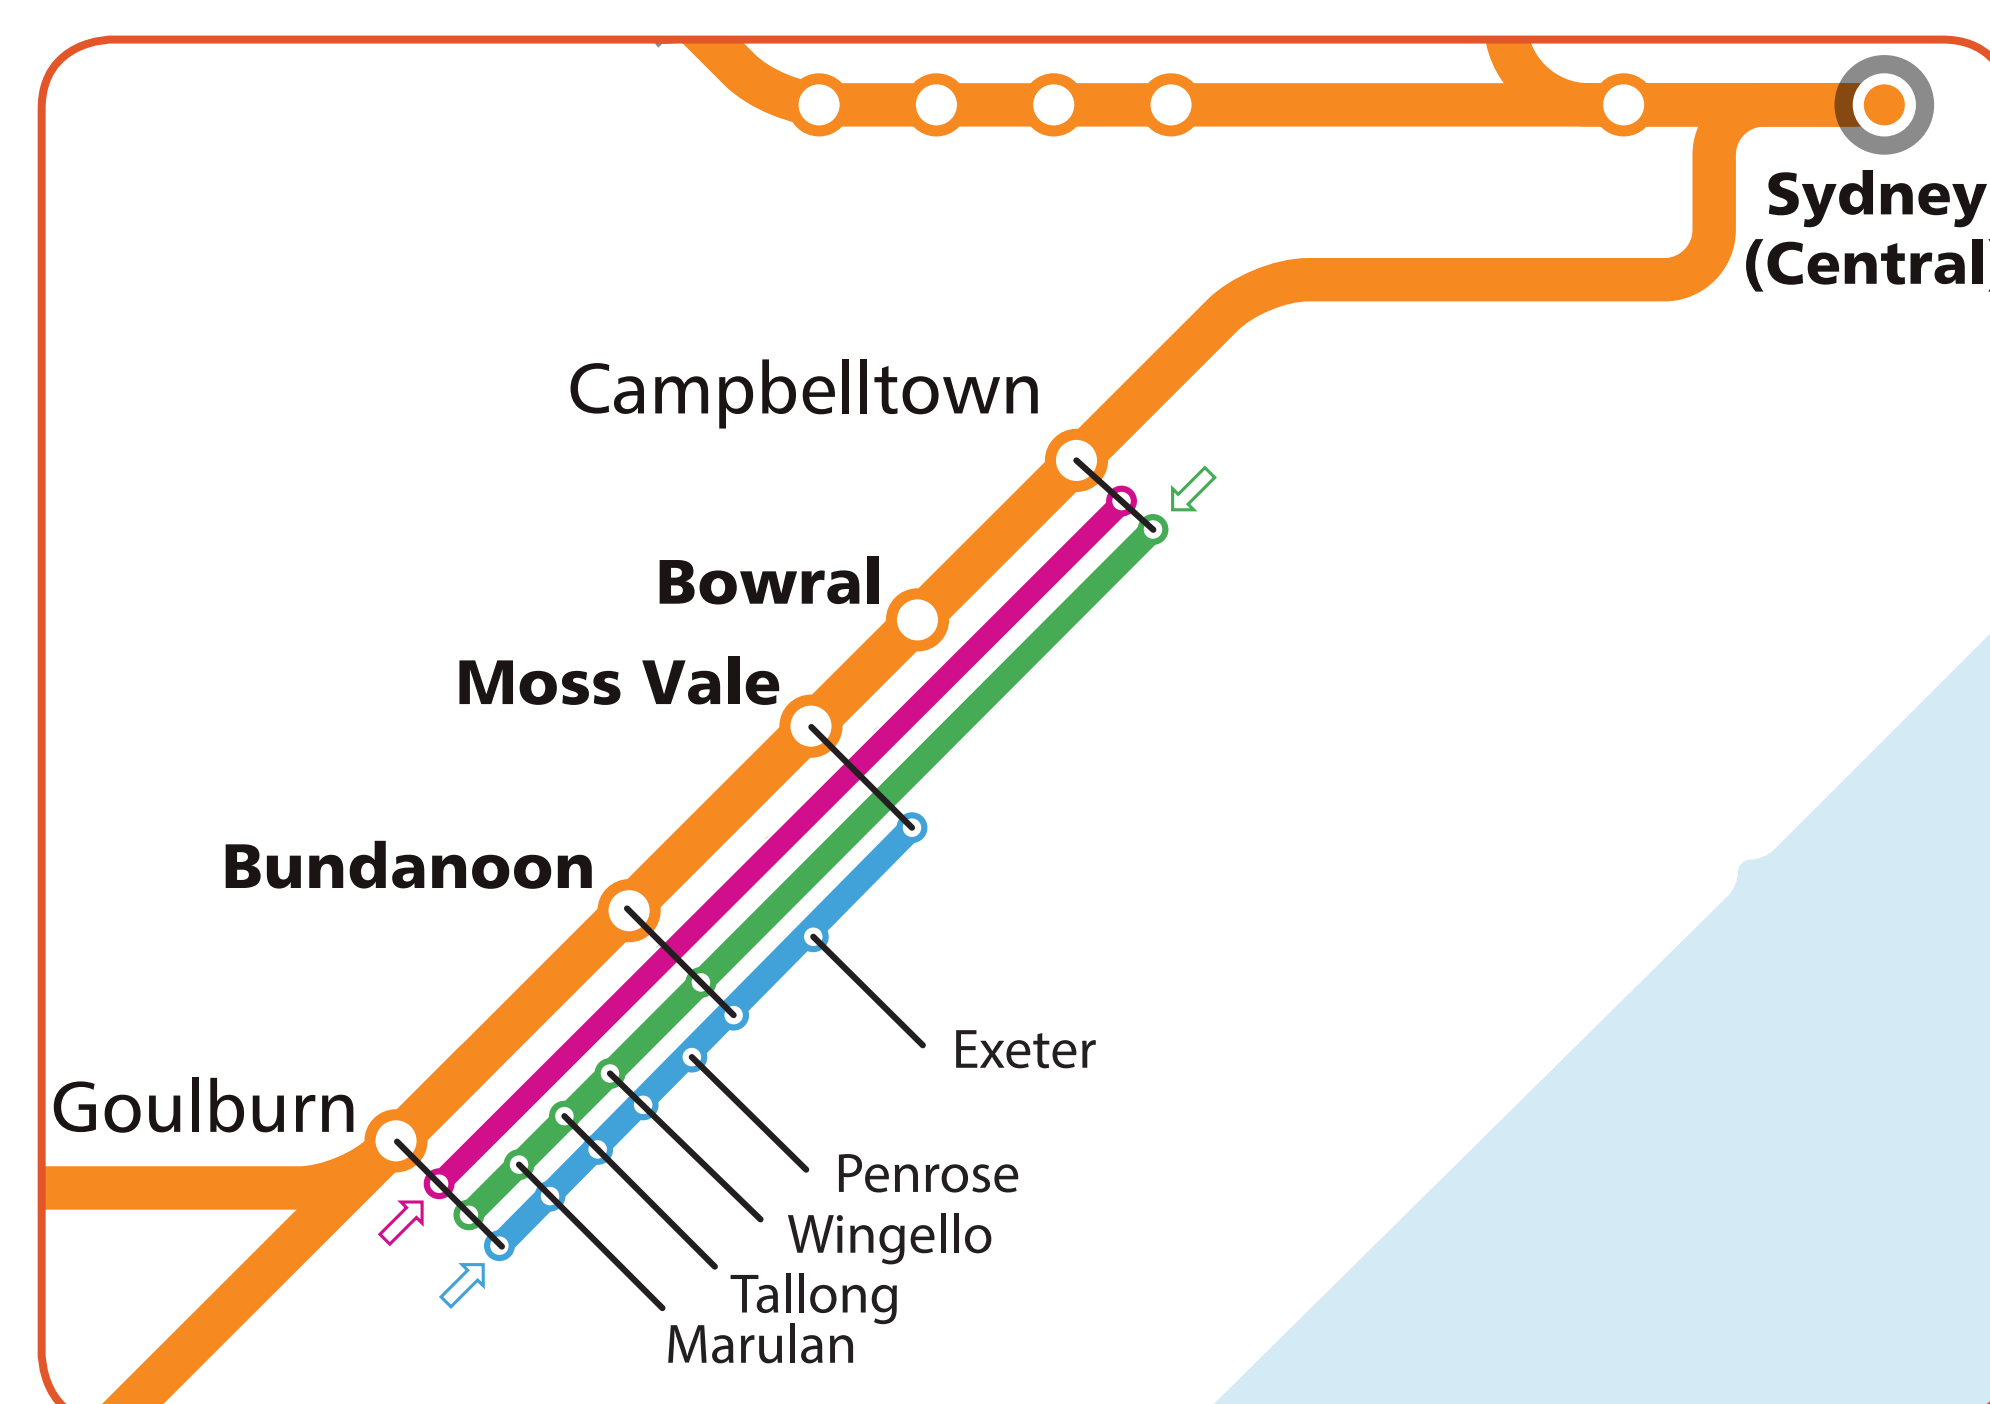 Sydney
(Central)
Campbelltown
Bowral
Moss Vale
Bundanoon
Exeter
Goulburn
Penrose
Wingello
Tallong
Marulan